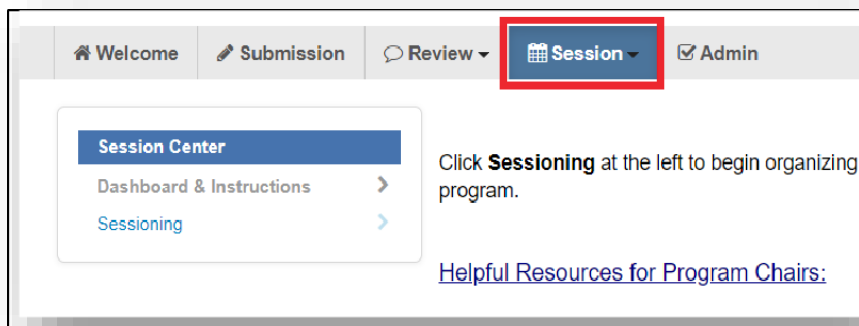 Welcome Submission Review Session Admin
Session Center
Dashboard & Instructions
Sessioning
Click Sessioning at the left to begin organizing
program.
Helpful Resources for Program Chairs: